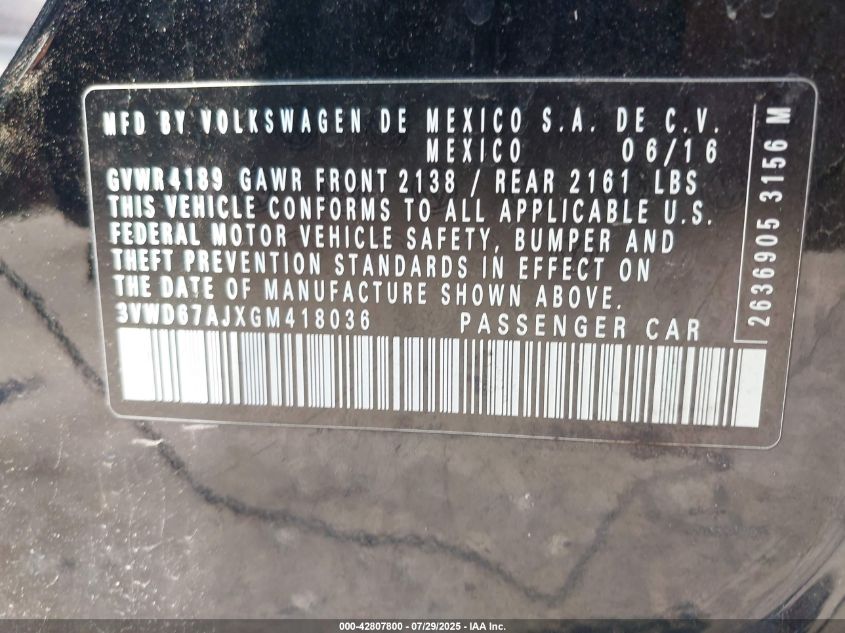 MFD BY VOLKSWAGEN DE MEXICO S.A. DE C.V.
MEXICO 06/16
GVWR4189 GAWR FRONT 2138 / REAR 2161 LBS
THIS VEHICLE CONFORMS TO ALL APPLICABLE U.S.
FEDERAL MOTOR VEHICLE SAFETY, BUMPER AND
THEFT PREVENTION STANDARDS IN EFFECT ON
THE DATE OF MANUFACTURE SHOWN ABOVE.
3VWD67AJXGM418036 PASSENGER CAR
2636905 3156 M
000-42807800 - 07/29/2025 - IAA Inc.